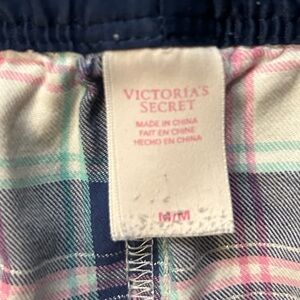 VICTORIA'S
SECRET
MADE IN CHINA
FAIT EN CHINE
HECHO EN CHINA
M/M